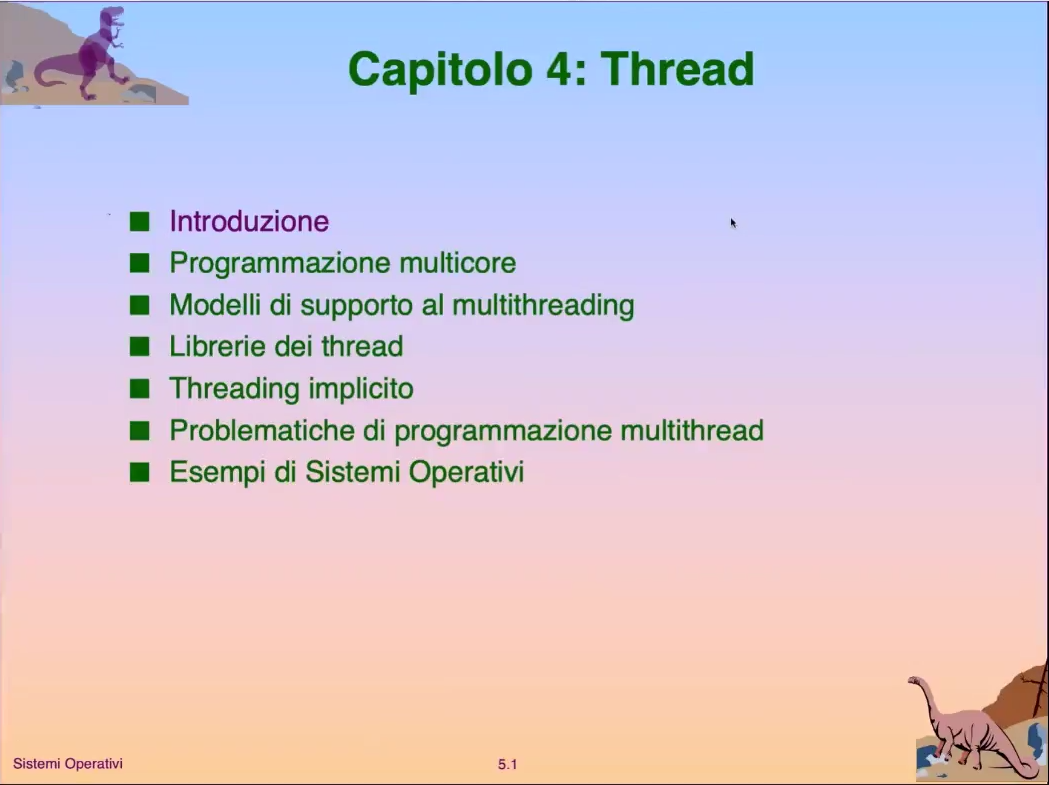 Capitolo 4: Thread
Introduzione
Programmazione multicore
Modelli di supporto al multithreading
Librerie dei thread
Threading implicito
Problematiche di programmazione multithread
Esempi di Sistemi Operativi
Sistemi Operativi
5.1